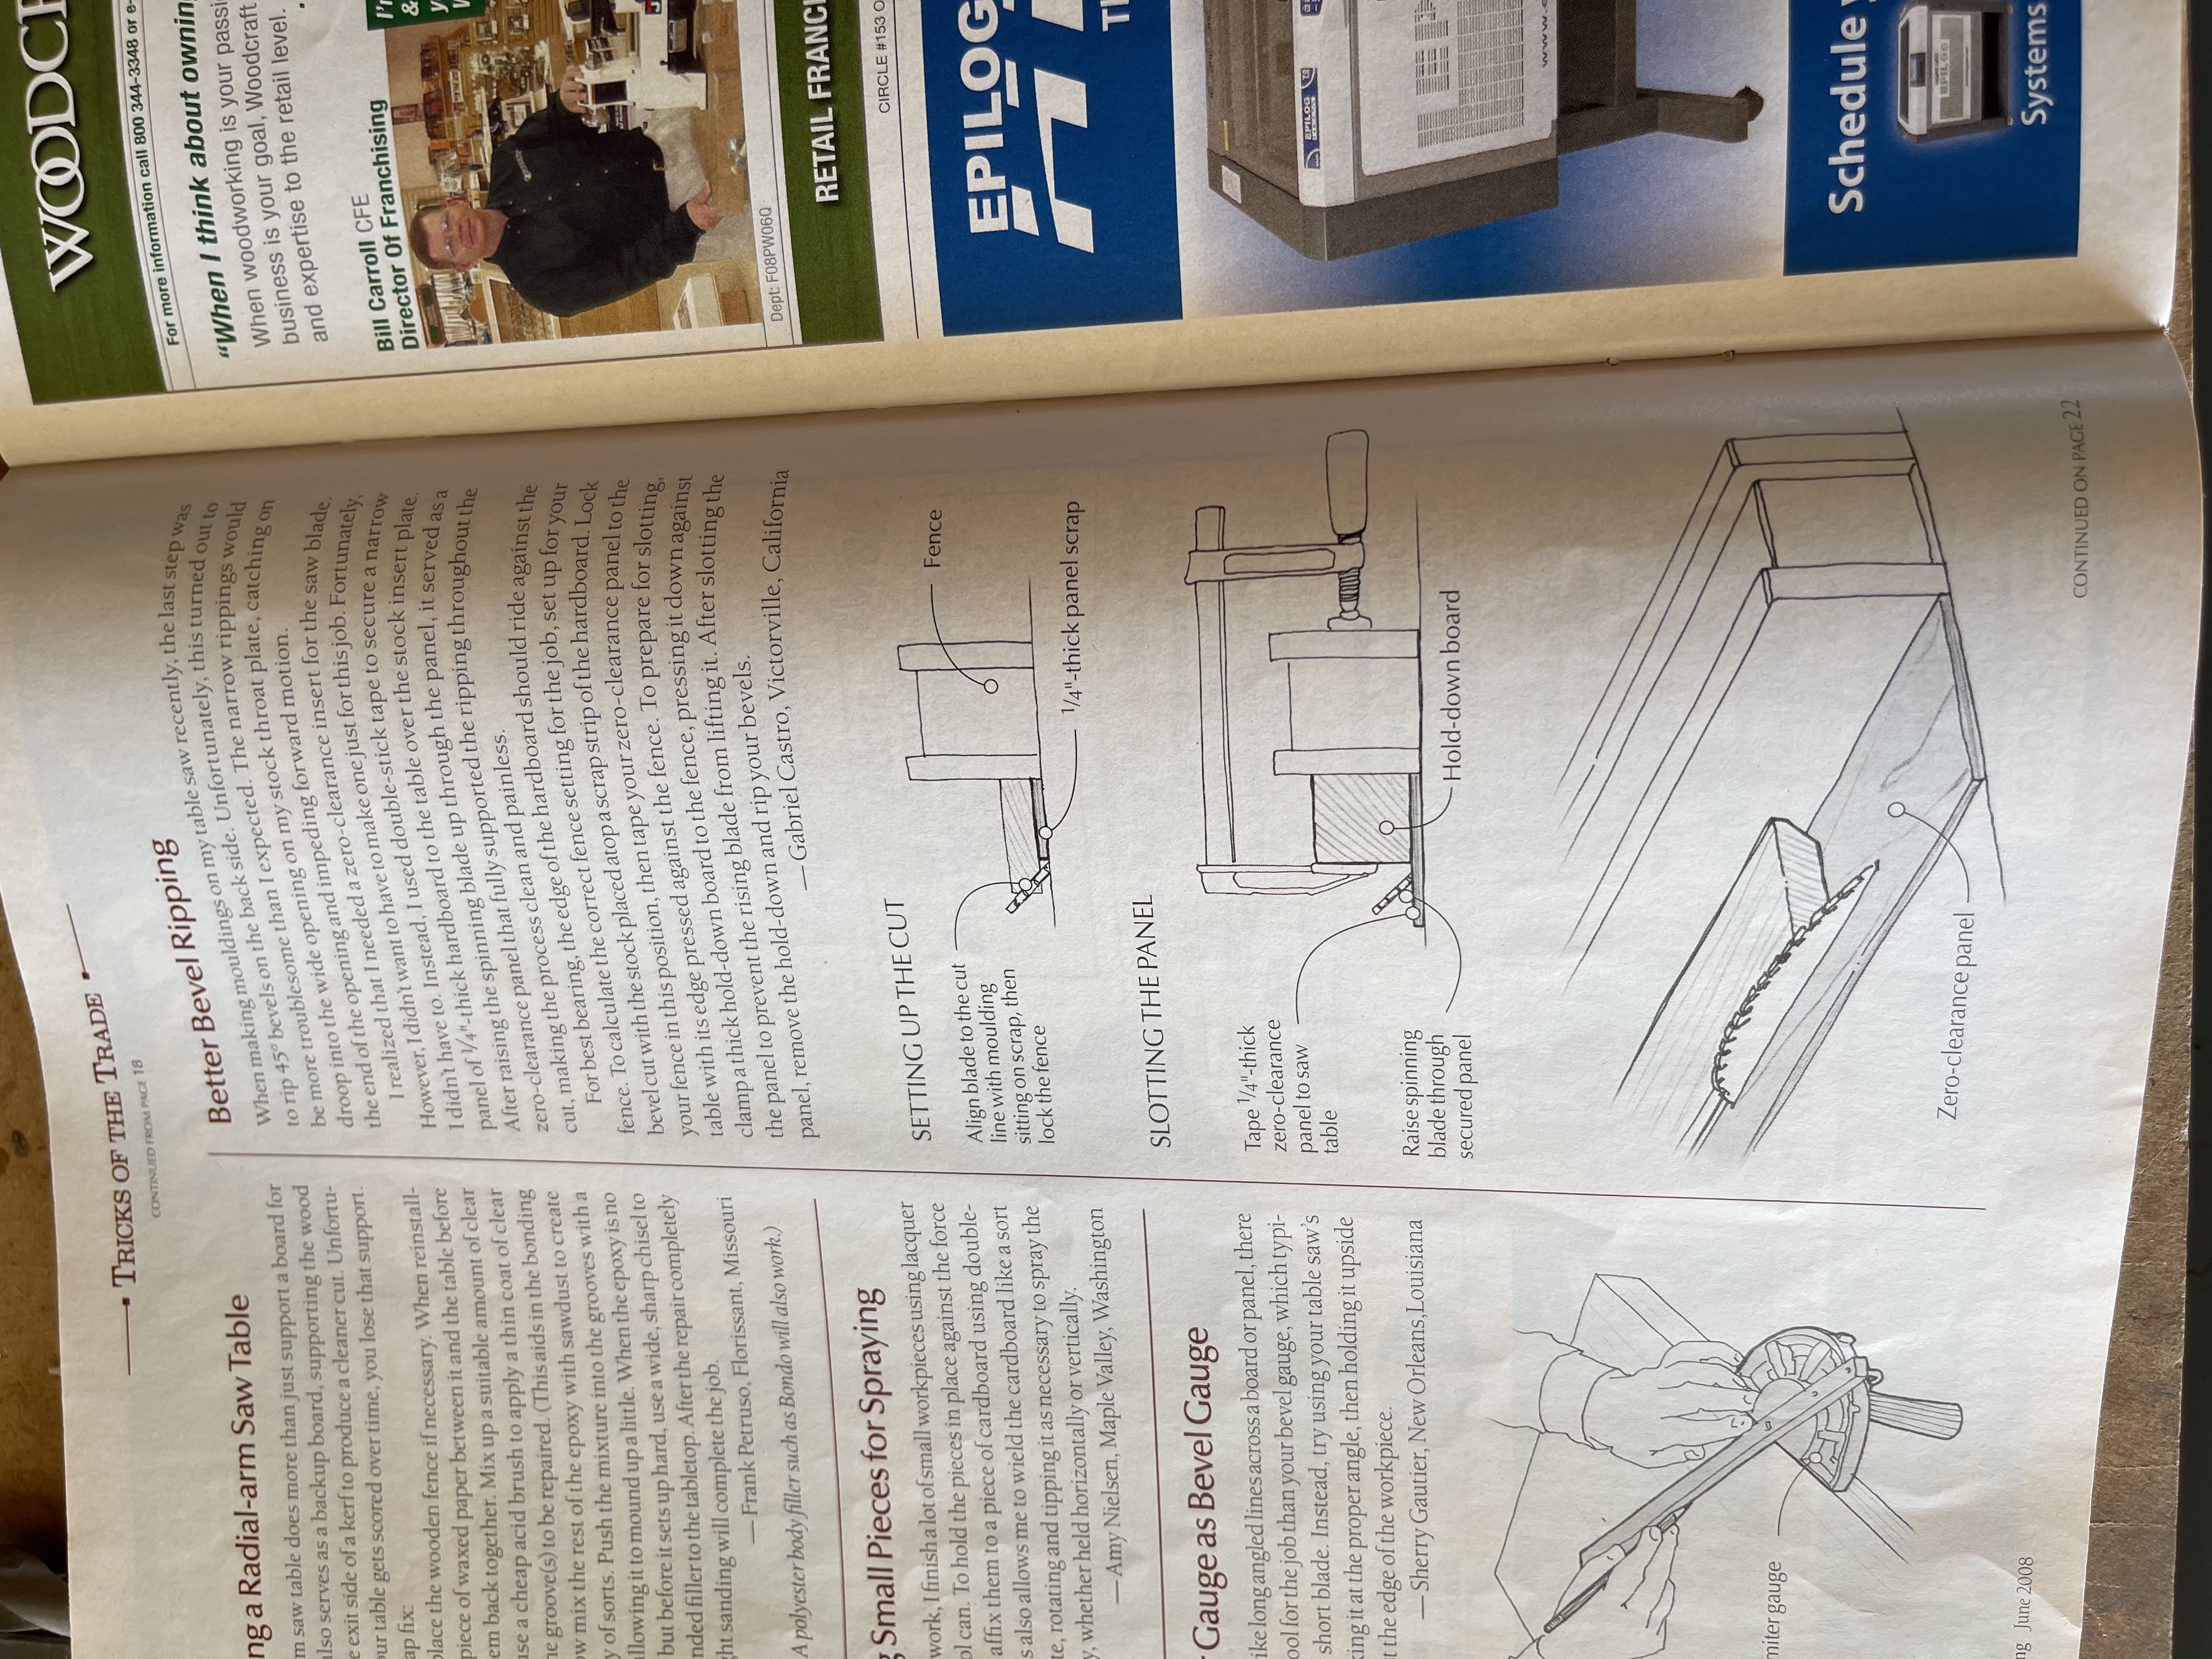 TRICKS OF THE TRADE
CONTINUED FROM PAGE 18
a Radial-arm Saw Table
saw table does more than just support a board for
also serves as a backup board, supporting the wood
exit side of a kerf to produce a cleaner cut. Unfortu-
our table gets scored over time, you lose that support.
fix:
place the wooden fence if necessary. When reinstall-
piece of waxed paper between it and the table before
em back together. Mix up a suitable amount of clear
use a cheap acid brush to apply a thin coat of clear
he groove(s) to be repaired. (This aids in the bonding
ow mix the rest of the epoxy with sawdust to create
y of sorts. Push the mixture into the grooves with a
allowing it to mound up a little. When the epoxy is no
but before it sets up hard, use a wide, sharp chisel to
nded filler to the tabletop. After the repair completely
ght sanding will complete the job.
— Frank Petruso, Florissant, Missouri
A polyester body filler such as Bondo will also work.)
g Small Pieces for Spraying
work, I finish a lot of small workpieces using lacquer
ol can. To hold the pieces in place against the force
affix them to a piece of cardboard using double-
s also allows me to wield the cardboard like a sort
te, rotating and tipping it as necessary to spray the
y, whether held horizontally or vertically.
— Amy Nielsen, Maple Valley, Washington
r Gauge as Bevel Gauge
rike long angled lines across a board or panel, there
ool for the job than your bevel gauge, which typi-
short blade. Instead, try using your table saw's
king it at the proper angle, then holding it upside
t the edge of the workpiece.
— Sherry Gautier, New Orleans, Louisiana
miter gauge
ng June 2008
Better Bevel Ripping
When making mouldings on my table saw recently, the last step was
to rip 45° bevels on the back side. Unfortunately, this turned out to
be more troublesome than I expected. The narrow rippings would
droop into the wide opening on my stock throat plate, catching on
the end of the opening and impeding forward motion.
I realized that I needed a zero-clearance insert for the saw blade.
However, I didn't want to have to make one just for this job. Fortunately,
I didn't have to. Instead, I used double-stick tape to secure a narrow
panel of 1/4"-thick hardboard to the table over the stock insert plate.
After raising the spinning blade up through the panel, it served as a
zero-clearance panel that fully supported the ripping throughout the
cut, making the process clean and painless.
For best bearing, the edge of the hardboard should ride against the
fence. To calculate the correct fence setting for the job, set up for your
bevel cut with the stock placed atop a scrap strip of the hardboard. Lock
your fence in this position, then tape your zero-clearance panel to the
table with its edge pressed against the fence. To prepare for slotting,
clamp a thick hold-down board to the fence, pressing it down against
the panel to prevent the rising blade from lifting it. After slotting the
panel, remove the hold-down and rip your bevels.
— Gabriel Castro, Victorville, California
SETTING UP THE CUT
Align blade to the cut
line with moulding
sitting on scrap, then
lock the fence
Fence
1/4"-thick panel scrap
SLOTTING THE PANEL
Tape 1/4"-thick
zero-clearance
panel to saw
table
Raise spinning
blade through
secured panel
Hold-down board
Zero-clearance panel
CONTINUED ON PAGE 22
WOODCR
For more information call 800 344-3348 or e-
"When I think about ownin
When woodworking is your passi
business is your goal, Woodcraft
and expertise to the retail level.
Bill Carroll CFE
Director Of Franchising
I'm
&
y
W
Dept: F08PW06Q
RETAIL FRANC
CIRCLE #153 O
EPILOG
Th
EPILOG
www.e
Schedule y
EPILOG
Systems